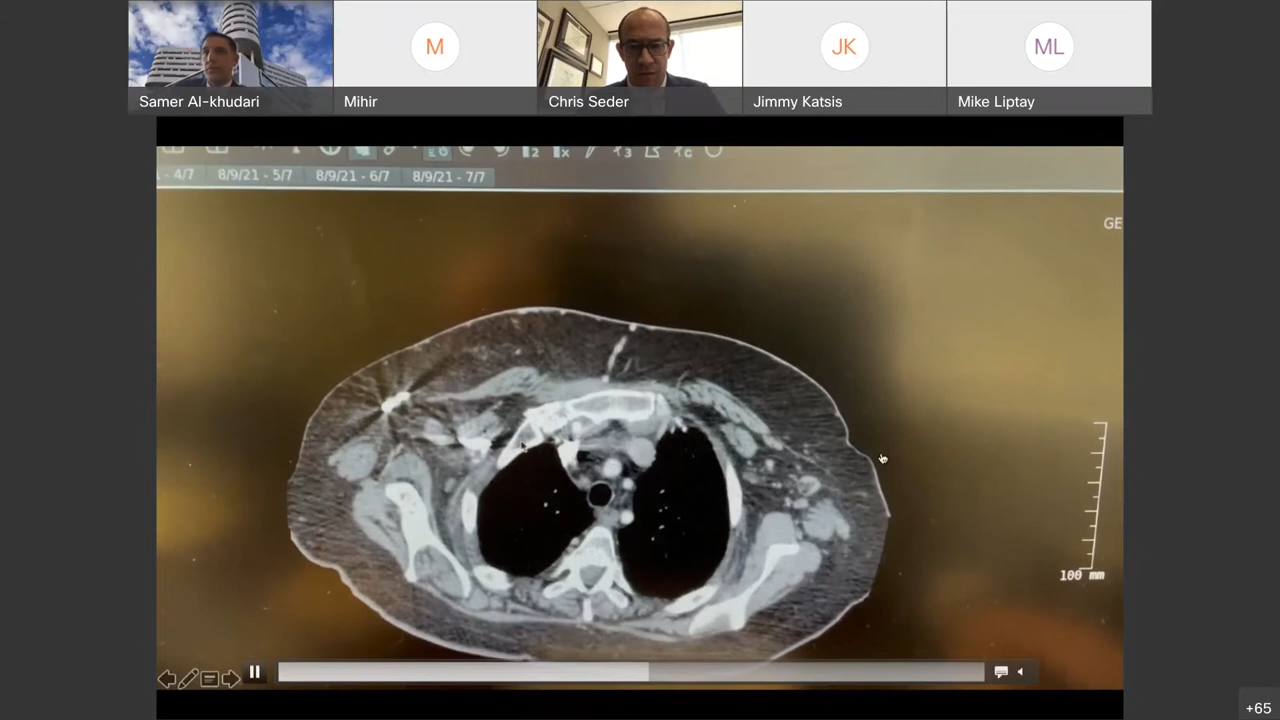 M
JK
ML
Samer Al-khudari
Mihir
Chris Seder
Jimmy Katsis
Mike Liptay
- 4/7
8/9/21 - 5/7
8/9/21 - 6/7
8/9/21 - 7/7
GE
100 mm
+65